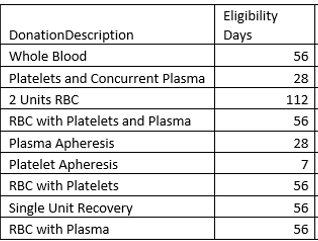 DonationDescription Eligibility Days
Whole Blood 56
Platelets and Concurrent Plasma 28
2 Units RBC 112
RBC with Platelets and Plasma 56
Plasma Apheresis 28
Platelet Apheresis 7
RBC with Platelets 56
Single Unit Recovery 56
RBC with Plasma 56